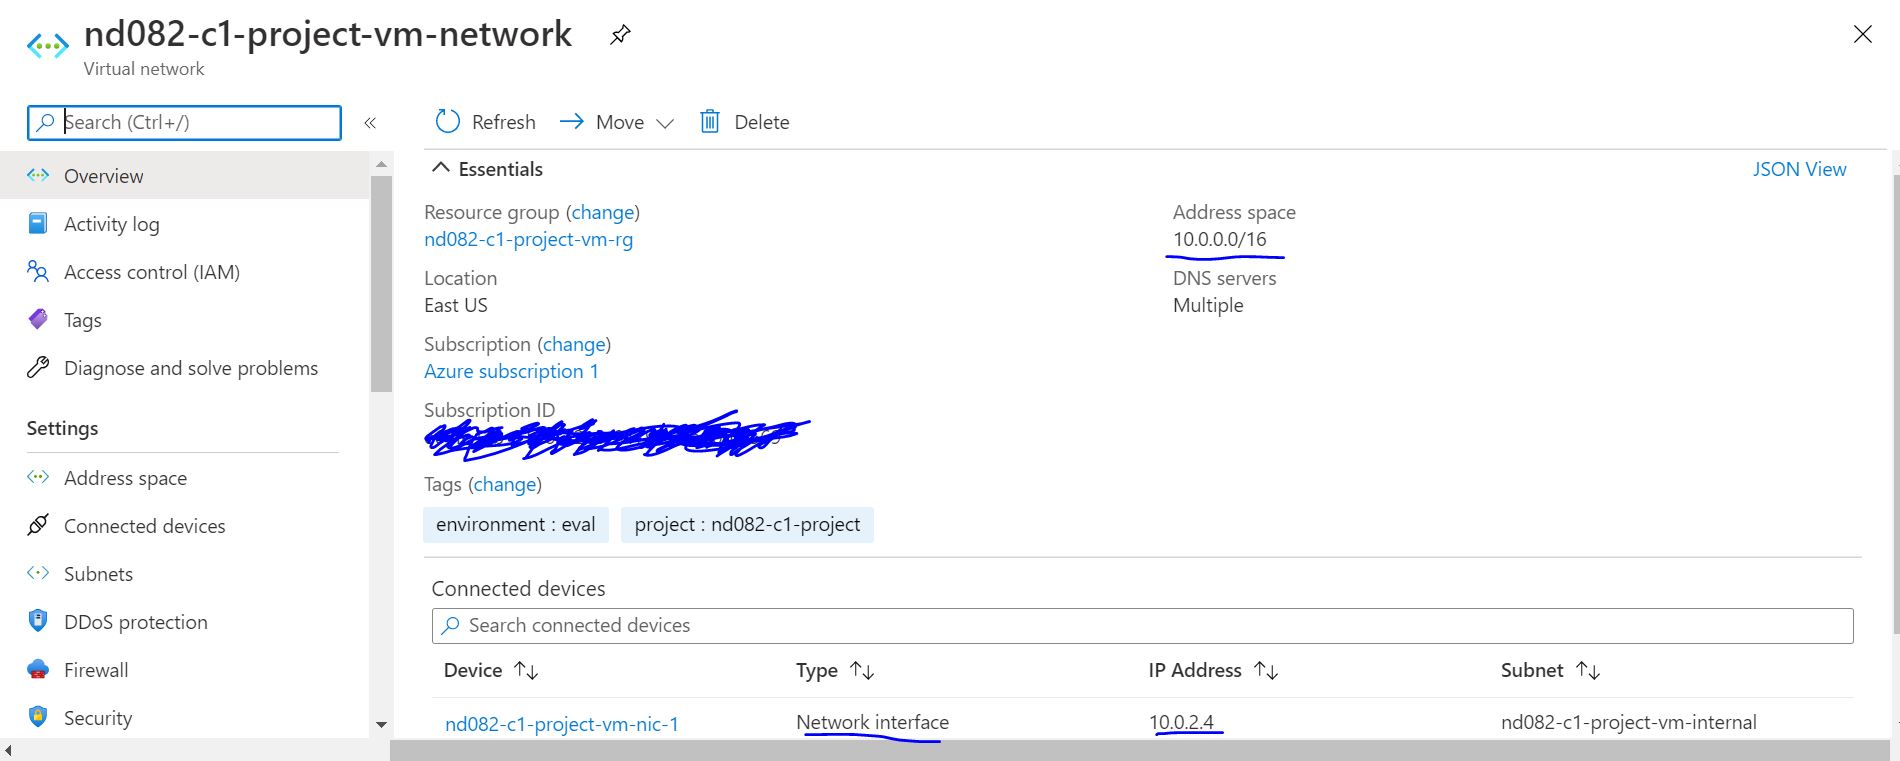 nd082-c1-project-vm-network
Virtual network
Search (Ctrl+/)
«
Refresh Move Delete
Overview
Activity log
Access control (IAM)
Tags
Diagnose and solve problems
Settings
Address space
Connected devices
Subnets
DDoS protection
Firewall
Security
Essentials JSON View
Resource group (change)
nd082-c1-project-vm-rg
Location
East US
Subscription (change)
Azure subscription 1
Subscription ID
Address space
10.0.0.0/16
DNS servers
Multiple
Tags (change)
environment : eval project : nd082-c1-project
Connected devices
Search connected devices
Device Type IP Address Subnet
nd082-c1-project-vm-nic-1 Network interface 10.0.2.4 nd082-c1-project-vm-internal